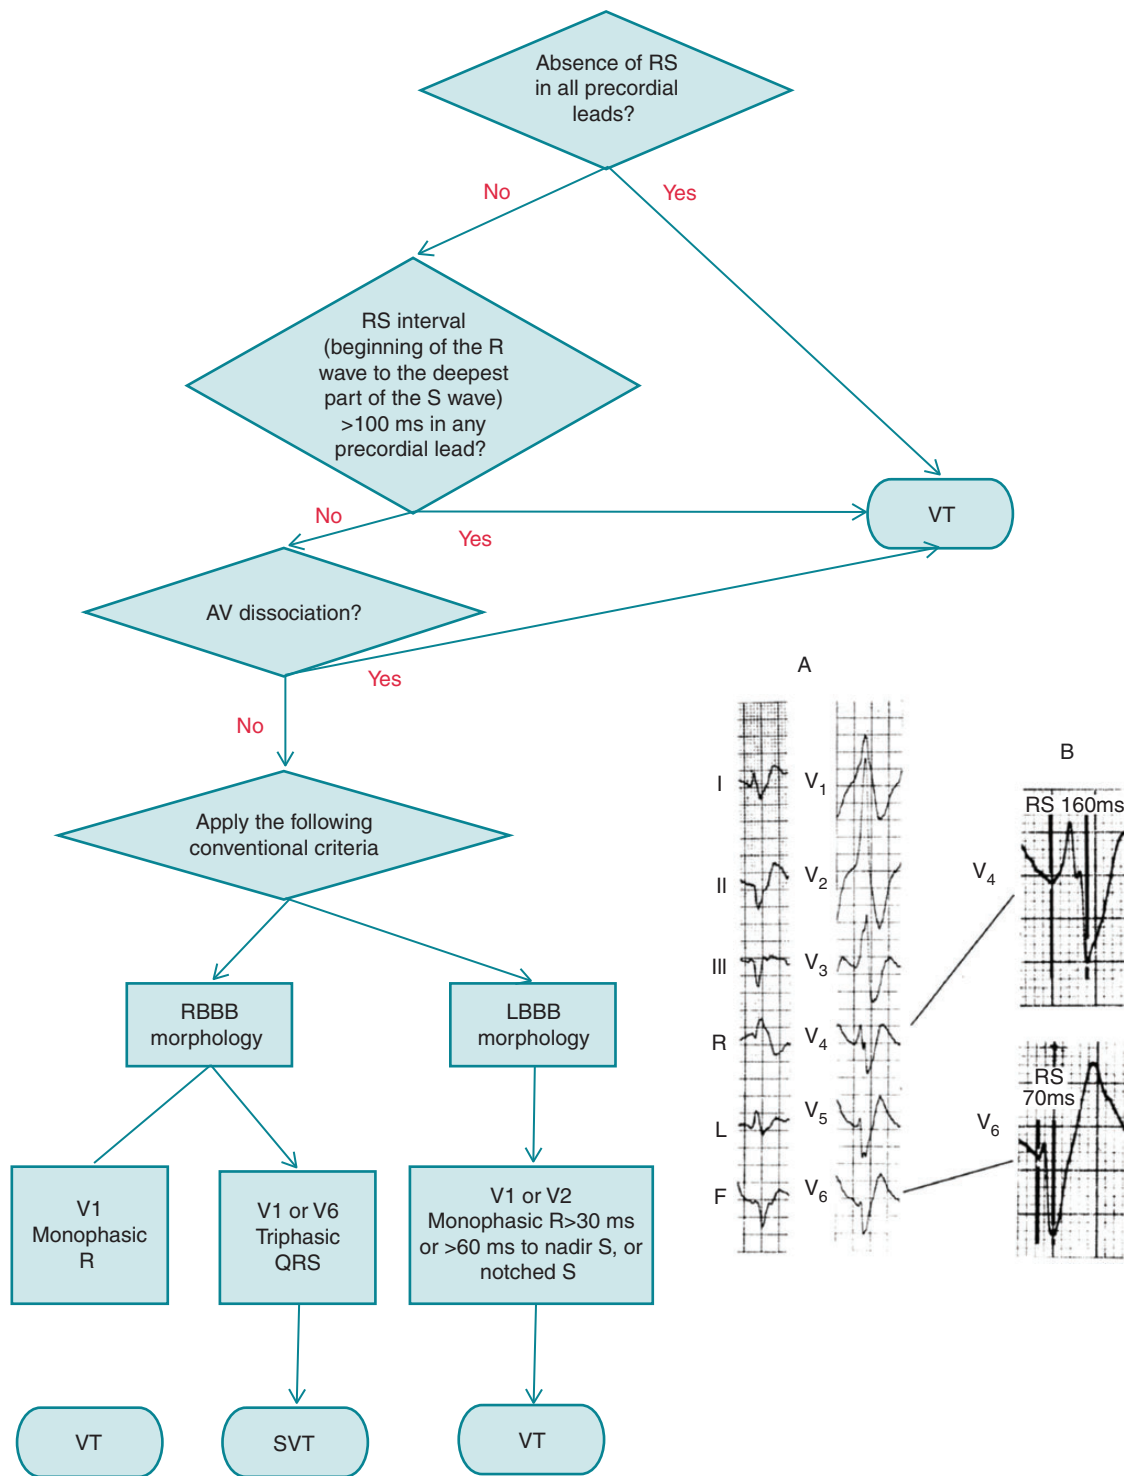 Absence of RS
in all precordial
leads?
No
Yes
RS interval
(beginning of the R
wave to the deepest
part of the S wave)
>100 ms in any
precordial lead?
No
Yes
VT
AV dissociation?
Yes
No
Apply the following
conventional criteria
RBBB
morphology
LBBB
morphology
V1
Monophasic
R
V1 or V6
Triphasic
QRS
V1 or V2
Monophasic R>30 ms
or >60 ms to nadir S, or
notched S
VT
SVT
VT
A
I
II
III
R
L
F
V1
V2
V3
V4
V5
V6
B
RS 160ms
V4
RS
70ms
V6